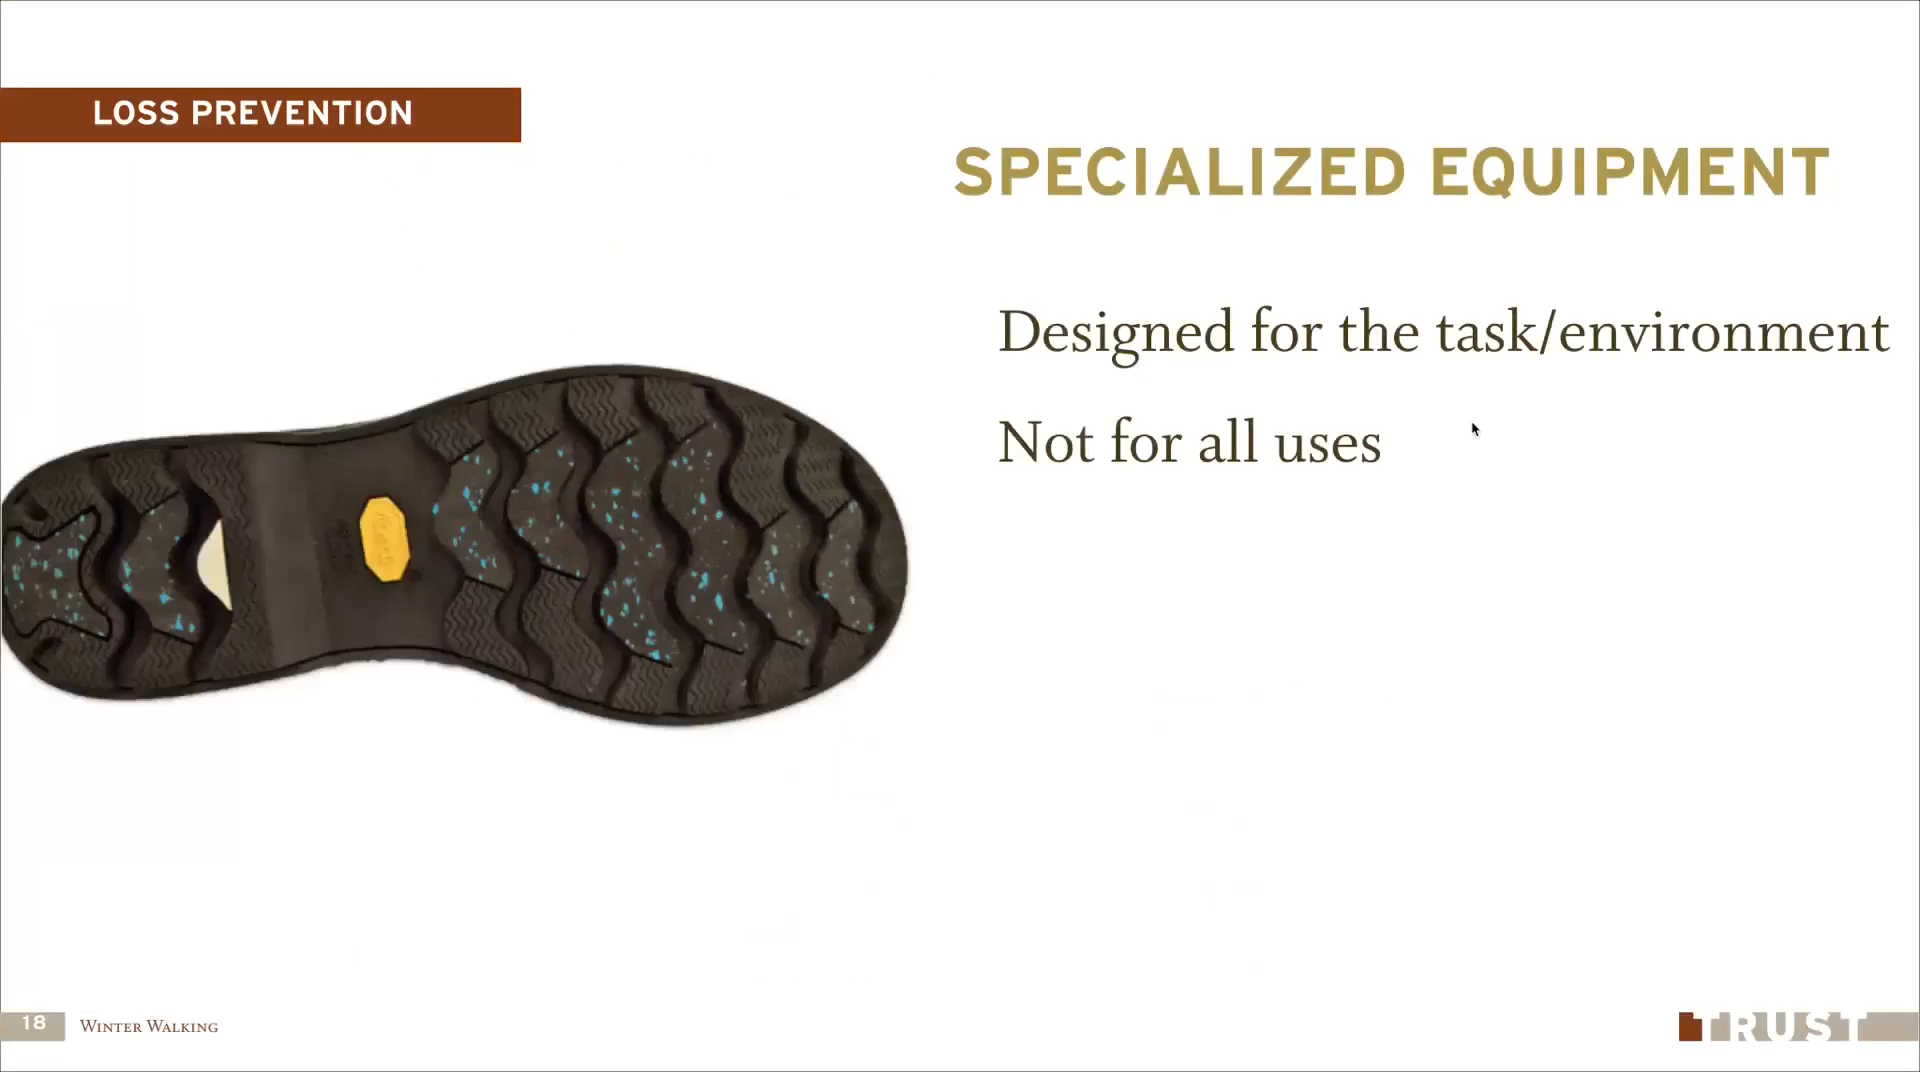 LOSS PREVENTION
SPECIALIZED EQUIPMENT
Designed for the task/environment
Not for all uses
18
WINTER WALKING
TRUST